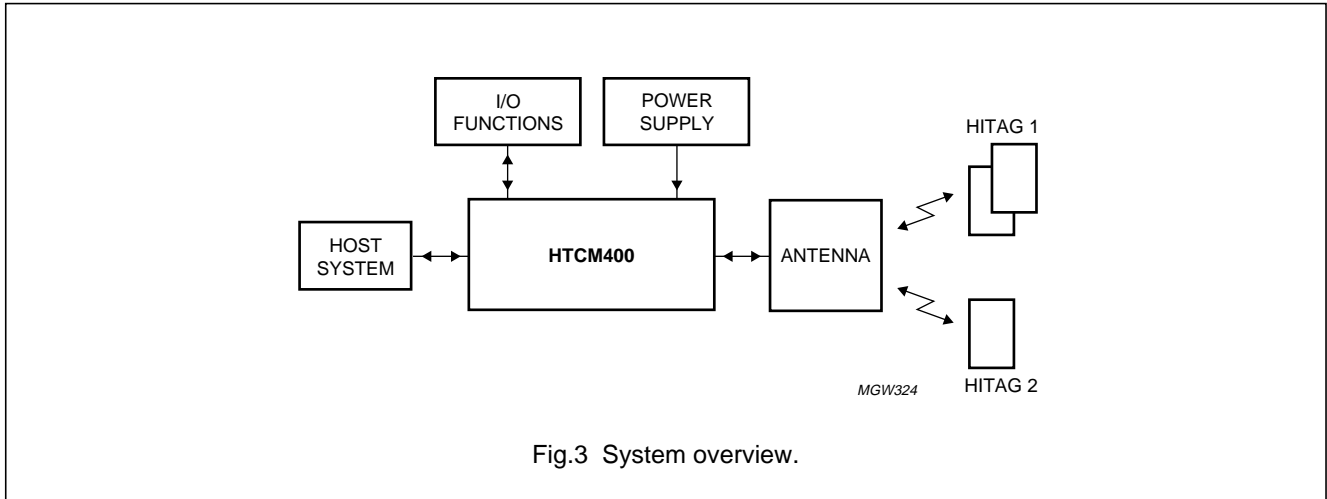 I/O
FUNCTIONS
POWER
SUPPLY
HITAG 1
HOST
SYSTEM
HTCM400
ANTENNA
MGW324
HITAG 2
Fig.3 System overview.